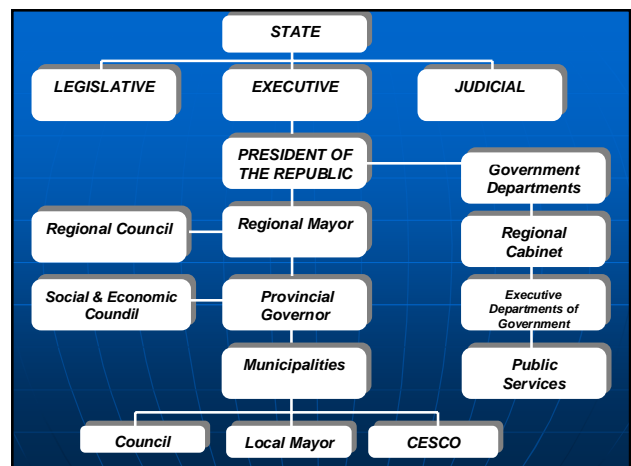 STATE
LEGISLATIVE
EXECUTIVE
JUDICIAL
PRESIDENT OF
THE REPUBLIC
Government
Departments
Regional Council
Regional Mayor
Regional
Cabinet
Social & Economic
Coundil
Provincial
Governor
Executive
Departments of
Government
Municipalities
Public
Services
Council
Local Mayor
CESCO